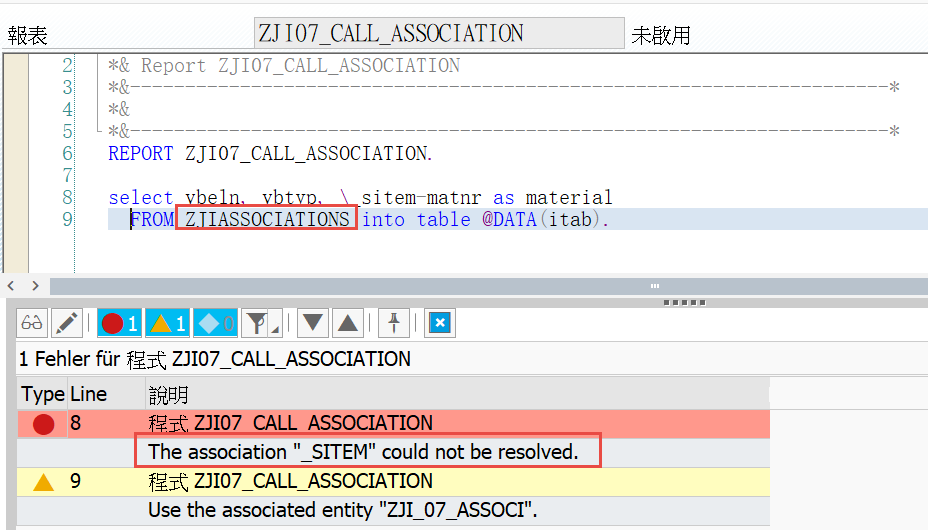 報表 ZJI07_CALL_ASSOCIATION 未啟用
2 *& Report ZJI07_CALL_ASSOCIATION
3 *&---------------------------------------------------------------------*
4 *&
5 *&---------------------------------------------------------------------*
6 REPORT ZJI07_CALL_ASSOCIATION.
7
8 select vbeln, vbtyp, \_sitem-matnr as material
9 FROM ZJIASSOCIATIONS into table @DATA(itab).
1 1 0
1 Fehler für 程式 ZJI07_CALL_ASSOCIATION
Type Line 說明
8 程式 ZJI07_CALL_ASSOCIATION
The association "_SITEM" could not be resolved.
9 程式 ZJI07_CALL_ASSOCIATION
Use the associated entity "ZJI_07_ASSOCI".